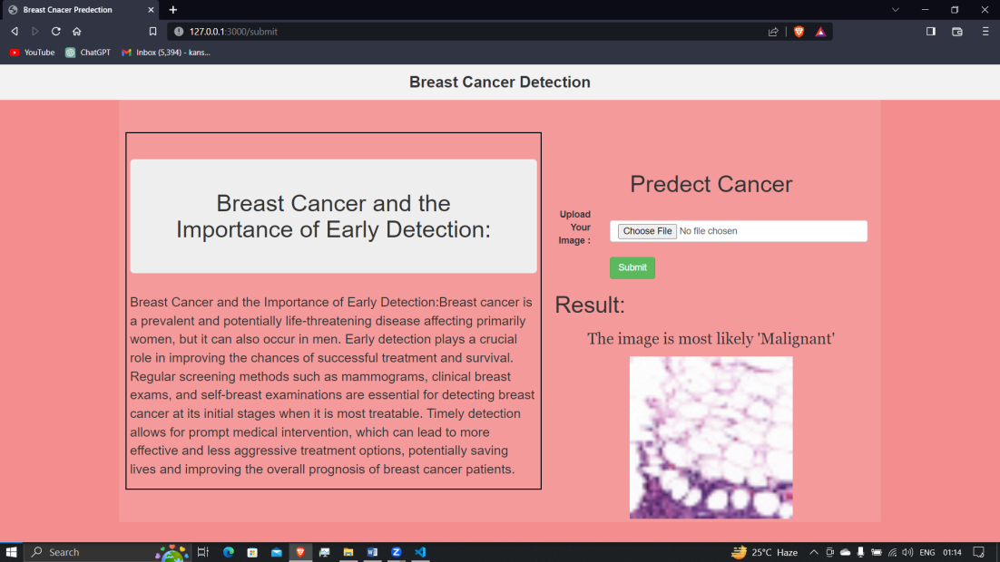 Breast Cnacer Predection
127.0.0.1:3000/submit
YouTube
ChatGPT
Inbox (5,394) - kans...
Breast Cancer Detection
Breast Cancer and the
Importance of Early Detection:
Breast Cancer and the Importance of Early Detection:Breast cancer is
a prevalent and potentially life-threatening disease affecting primarily
women, but it can also occur in men. Early detection plays a crucial
role in improving the chances of successful treatment and survival.
Regular screening methods such as mammograms, clinical breast
exams, and self-breast examinations are essential for detecting breast
cancer at its initial stages when it is most treatable. Timely detection
allows for prompt medical intervention, which can lead to more
effective and less aggressive treatment options, potentially saving
lives and improving the overall prognosis of breast cancer patients.
Predect Cancer
Upload
Your
Image :
Choose File No file chosen
Submit
Result:
The image is most likely 'Malignant'
Search
25°C Haze
ENG
01:14